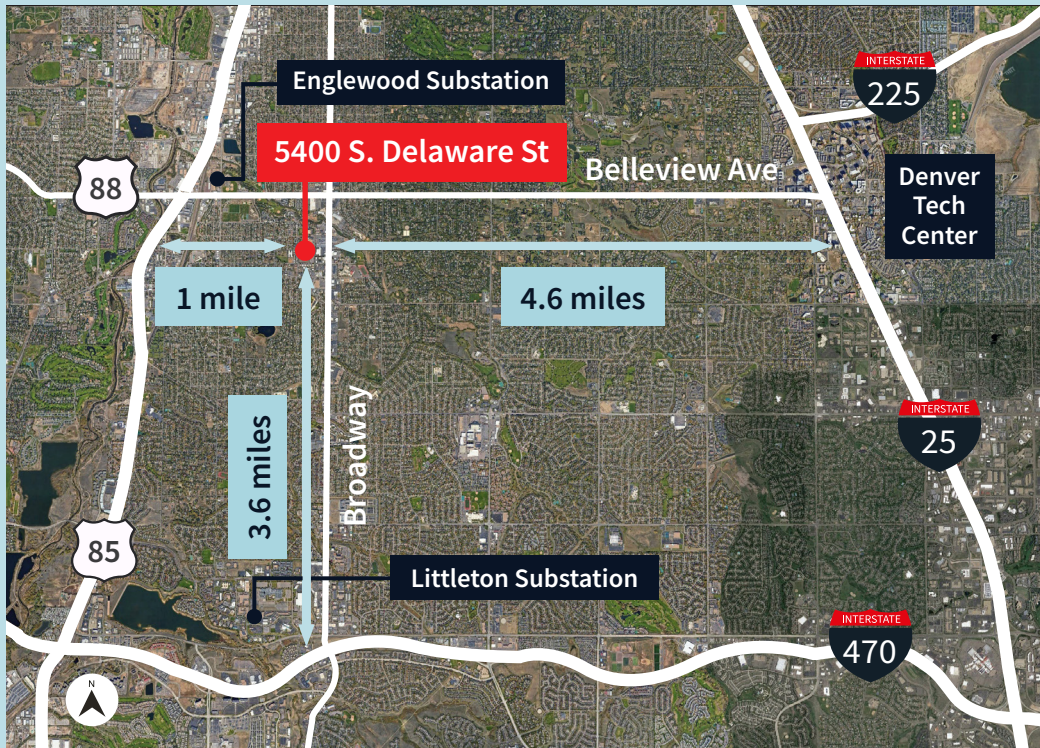 Englewood Substation
INTERSTATE
225
5400 S. Delaware St
Belleview Ave
88
Denver
Tech
Center
1 mile
4.6 miles
3.6 miles
Broadway
INTERSTATE
25
85
Littleton Substation
INTERSTATE
470
N